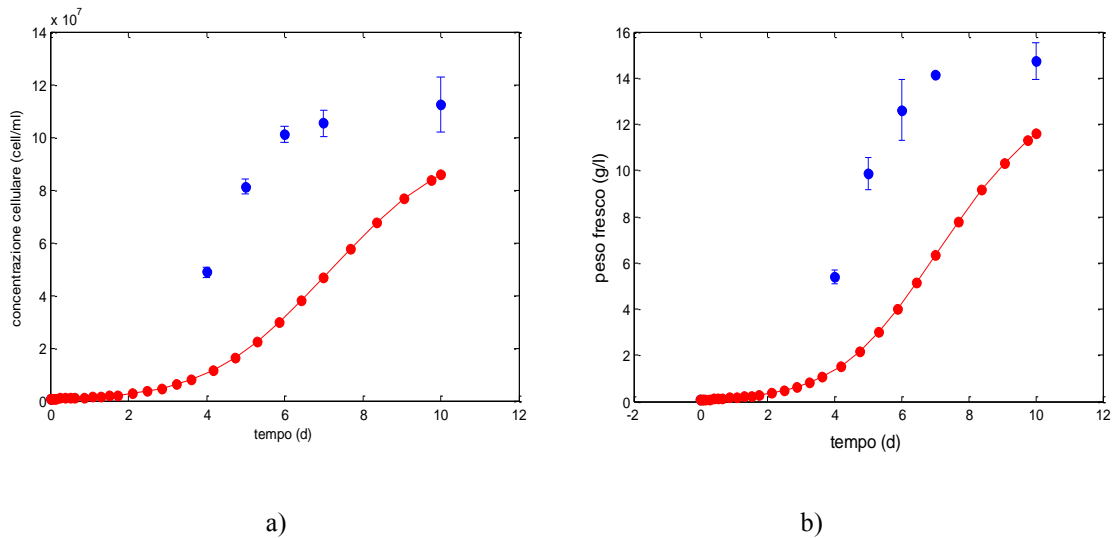 x 10^7
14
12
10
8
6
4
2
0
concentrazione cellulare (cell/ml)
0 2 4 6 8 10 12
tempo (d)
a)
16
14
12
10
8
6
4
2
0
peso fresco (g/l)
-2 0 2 4 6 8 10 12
tempo (d)
b)